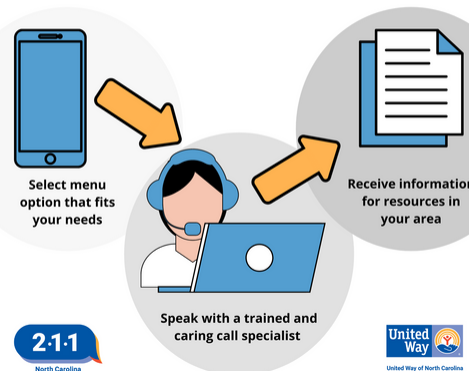 Select menu
option that fits
your needs
Speak with a trained and
caring call specialist
Receive information
for resources in
your area
2·1·1
North Carolina
United
Way
United Way of North Carolina